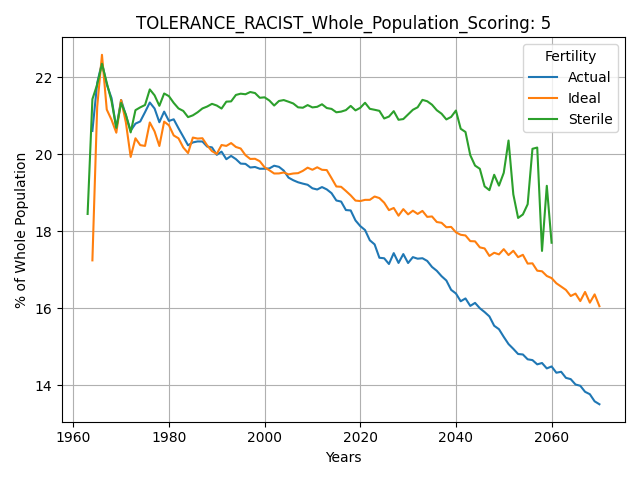 TOLERANCE_RACIST_Whole_Population_Scoring: 5
Fertility
Actual
Ideal
Sterile
% of Whole Population
22
20
18
16
14
1960
1980
2000
2020
2040
2060
Years